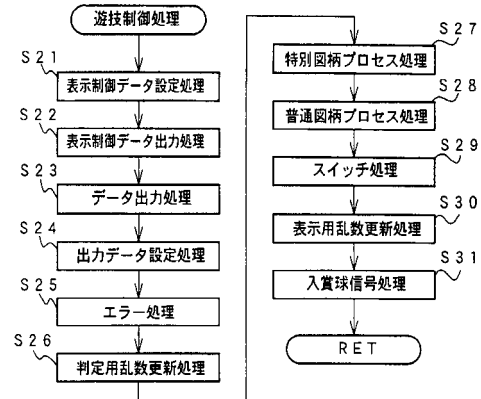 遊技制御処理
S21
表示制御データ設定処理
S22
表示制御データ出力処理
S23
データ出力処理
S24
出力データ設定処理
S25
エラー処理
S26
判定用乱数更新処理
S27
特別図柄プロセス処理
S28
普通図柄プロセス処理
S29
スイッチ処理
S30
表示用乱数更新処理
S31
入賞球信号処理
RET